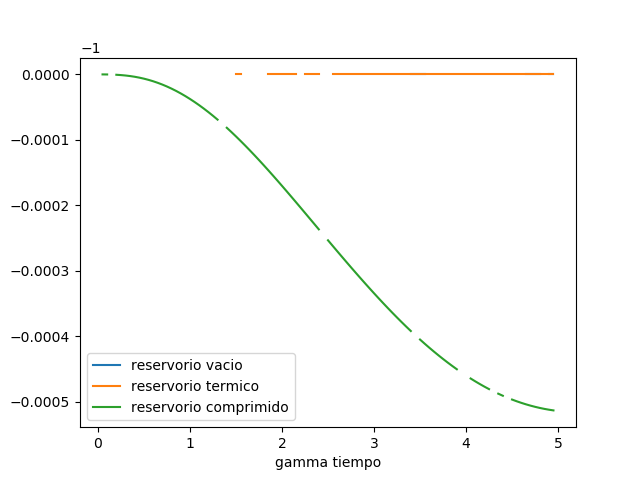 −1
0.0000
−0.0001
−0.0002
−0.0003
−0.0004
−0.0005
reservorio vacio
reservorio termico
reservorio comprimido
0 1 2 3 4 5
gamma tiempo